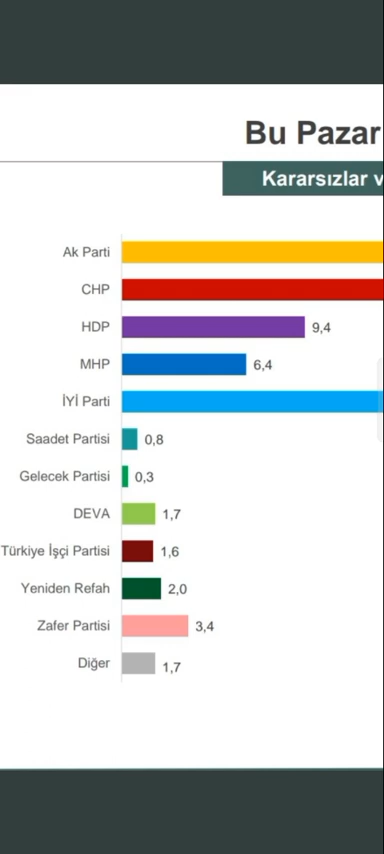 Bu Pazar
Kararsızlar v
Ak Parti
CHP
HDP 9,4
MHP 6,4
İYİ Parti
Saadet Partisi 0,8
Gelecek Partisi 0,3
DEVA 1,7
Türkiye İşçi Partisi 1,6
Yeniden Refah 2,0
Zafer Partisi 3,4
Diğer 1,7